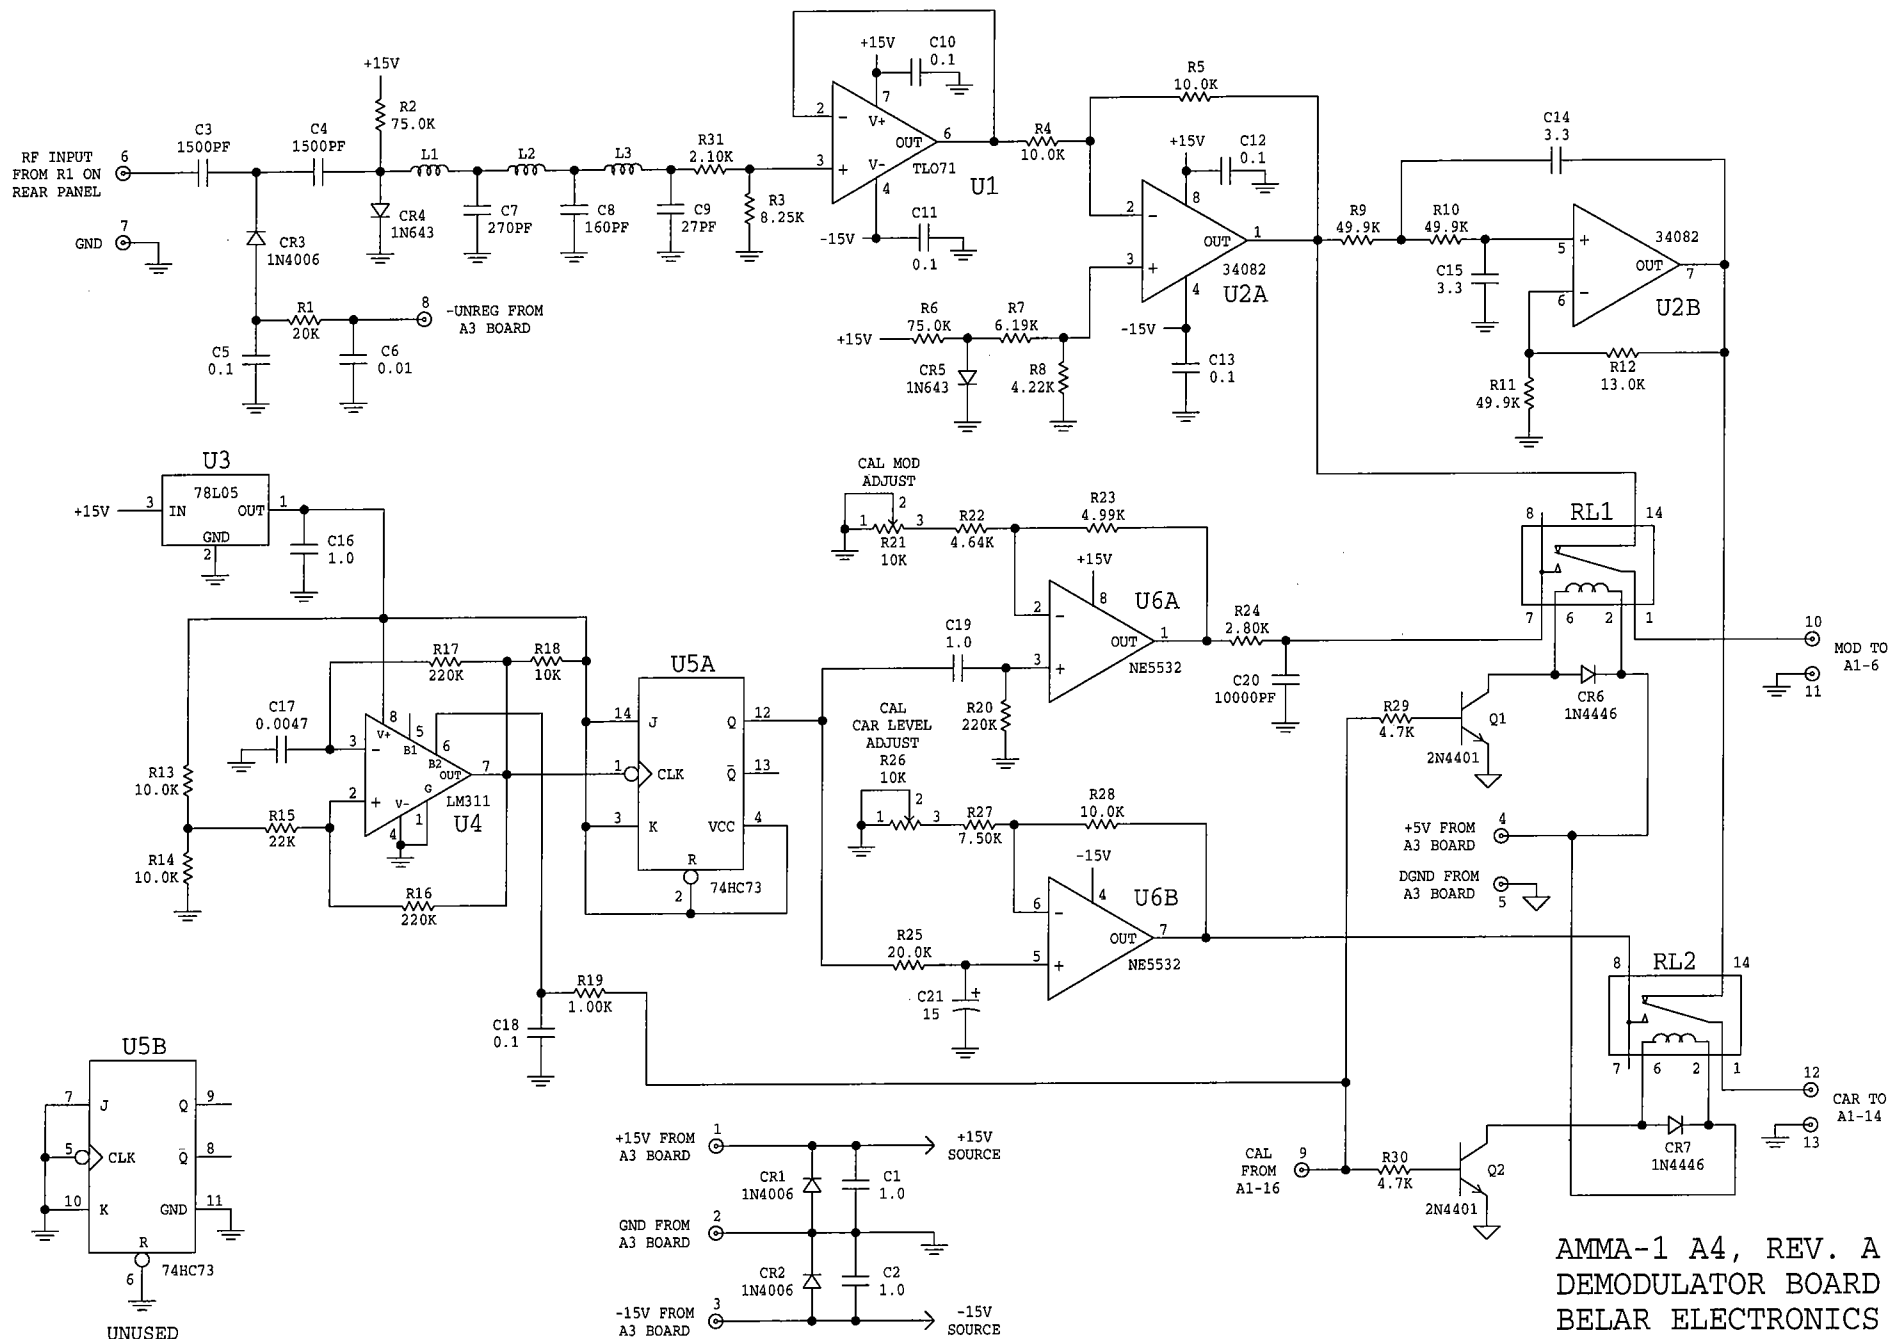 RF INPUT
FROM R1 ON
REAR PANEL
6
7
GND
C3
1500PF
C4
1500PF
+15V
R2
75.0K
CR3
1N4006
CR4
1N643
L1
L2
L3
C7
270PF
C8
160PF
C9
27PF
R31
2.10K
R3
8.25K
R1
20K
8
-UNREG FROM
A3 BOARD
C5
0.1
C6
0.01
+15V
C10
0.1
2
-
7
V+
OUT
6
3
+
V-
4
TLO71
U1
-15V
C11
0.1
R4
10.0K
R5
10.0K
+15V
C12
0.1
2
-
8
OUT
1
3
+
34082
4
U2A
-15V
C13
0.1
+15V
R6
75.0K
R7
6.19K
CR5
1N643
R8
4.22K
R9
49.9K
R10
49.9K
C14
3.3
C15
3.3
+
5
34082
OUT
7
-
6
U2B
R11
49.9K
R12
13.0K
U3
78L05
+15V
3
IN
OUT
1
GND
2
C16
1.0
R17
220K
R18
10K
C17
0.0047
8
V+
5
B1
6
B2
3
-
OUT
7
2
+
V-
G
1
4
LM311
U4
R13
10.0K
R14
10.0K
R15
22K
R16
220K
U5A
14
J
Q
12
1
CLK
Q
13
3
K
VCC
4
R
2
74HC73
CAL MOD
ADJUST
2
1
3
R21
10K
R22
4.64K
R23
4.99K
+15V
8
U6A
2
-
OUT
1
3
+
NE5532
C19
1.0
R20
220K
R24
2.80K
C20
10000PF
CAL
CAR LEVEL
ADJUST
R26
10K
2
1
3
R27
7.50K
R28
10.0K
-15V
4
U6B
6
-
OUT
7
5
+
NE5532
R25
20.0K
C21
+
15
R19
1.00K
C18
0.1
8
RL1
14
7
6
2
1
10
MOD TO
A1-6
11
CR6
1N4446
R29
4.7K
Q1
2N4401
4
+5V FROM
A3 BOARD
DGND FROM
A3 BOARD
5
8
RL2
14
7
6
2
1
12
CAR TO
A1-14
13
CR7
1N4446
CAL
FROM
A1-16
9
R30
4.7K
Q2
2N4401
U5B
7
J
Q
9
5
CLK
Q
8
10
K
GND
11
R
6
74HC73
UNUSED
+15V FROM
A3 BOARD
1
+15V
SOURCE
CR1
1N4006
C1
1.0
GND FROM
A3 BOARD
2
CR2
1N4006
C2
1.0
-15V FROM
A3 BOARD
3
-15V
SOURCE
AMMA-1 A4, REV. A
DEMODULATOR BOARD
BELAR ELECTRONICS